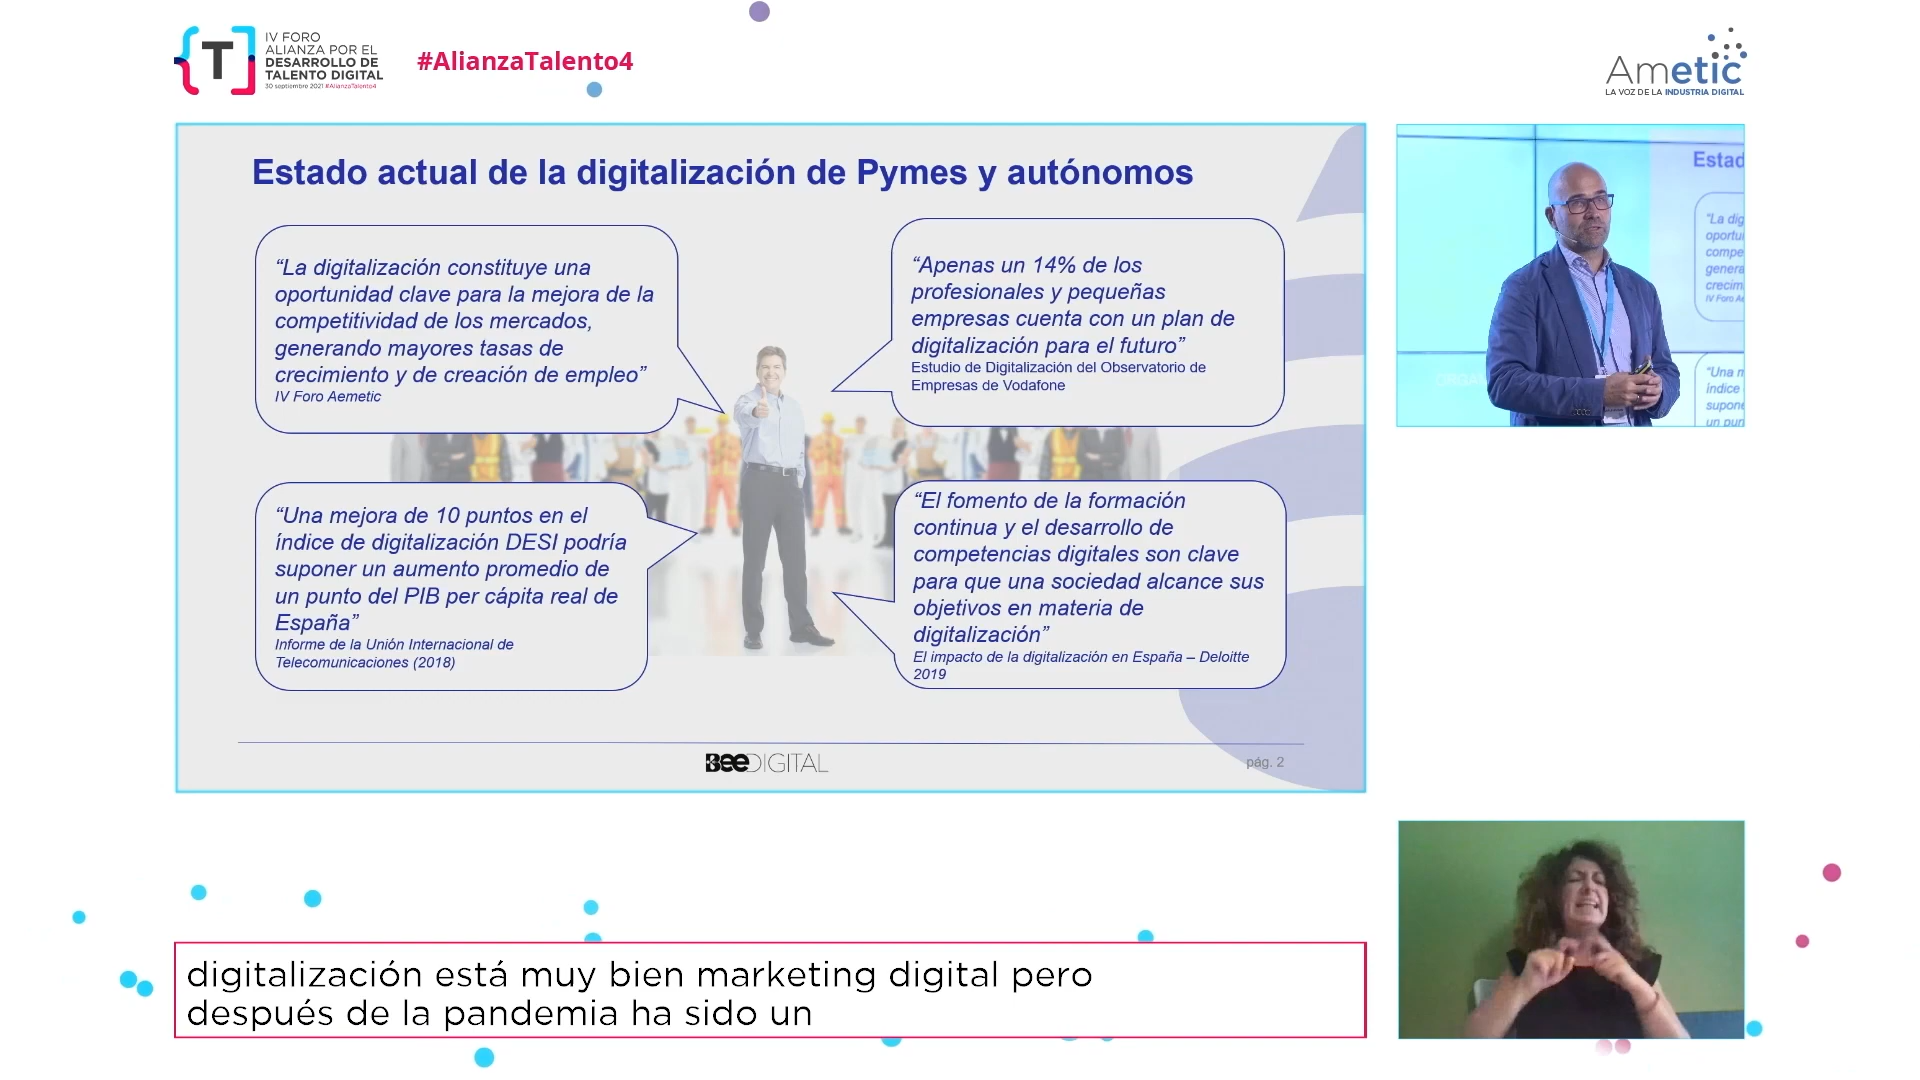 IV FORO
ALIANZA POR EL
DESARROLLO DE
TALENTO DIGITAL
30 septiembre 2021 #AlianzaTalento4
T
#AlianzaTalento4
Ametic
LA VOZ DE LA INDUSTRIA DIGITAL
Estado actual de la digitalización de Pymes y autónomos
“La digitalización constituye una
oportunidad clave para la mejora de la
competitividad de los mercados,
generando mayores tasas de
crecimiento y de creación de empleo”
IV Foro Aemetic
“Apenas un 14% de los
profesionales y pequeñas
empresas cuenta con un plan de
digitalización para el futuro”
Estudio de Digitalización del Observatorio de
Empresas de Vodafone
“Una mejora de 10 puntos en el
índice de digitalización DESI podría
suponer un aumento promedio de
un punto del PIB per cápita real de
España”
Informe de la Unión Internacional de
Telecomunicaciones (2018)
“El fomento de la formación
continua y el desarrollo de
competencias digitales son clave
para que una sociedad alcance sus
objetivos en materia de
digitalización”
El impacto de la digitalización en España – Deloitte
2019
BeeDIGITAL
pág. 2
Estad
“La dig
oportu
compe
genera
crecim
IV Foro Ae
“Una m
índice
supone
un pun
digitalización está muy bien marketing digital pero
después de la pandemia ha sido un